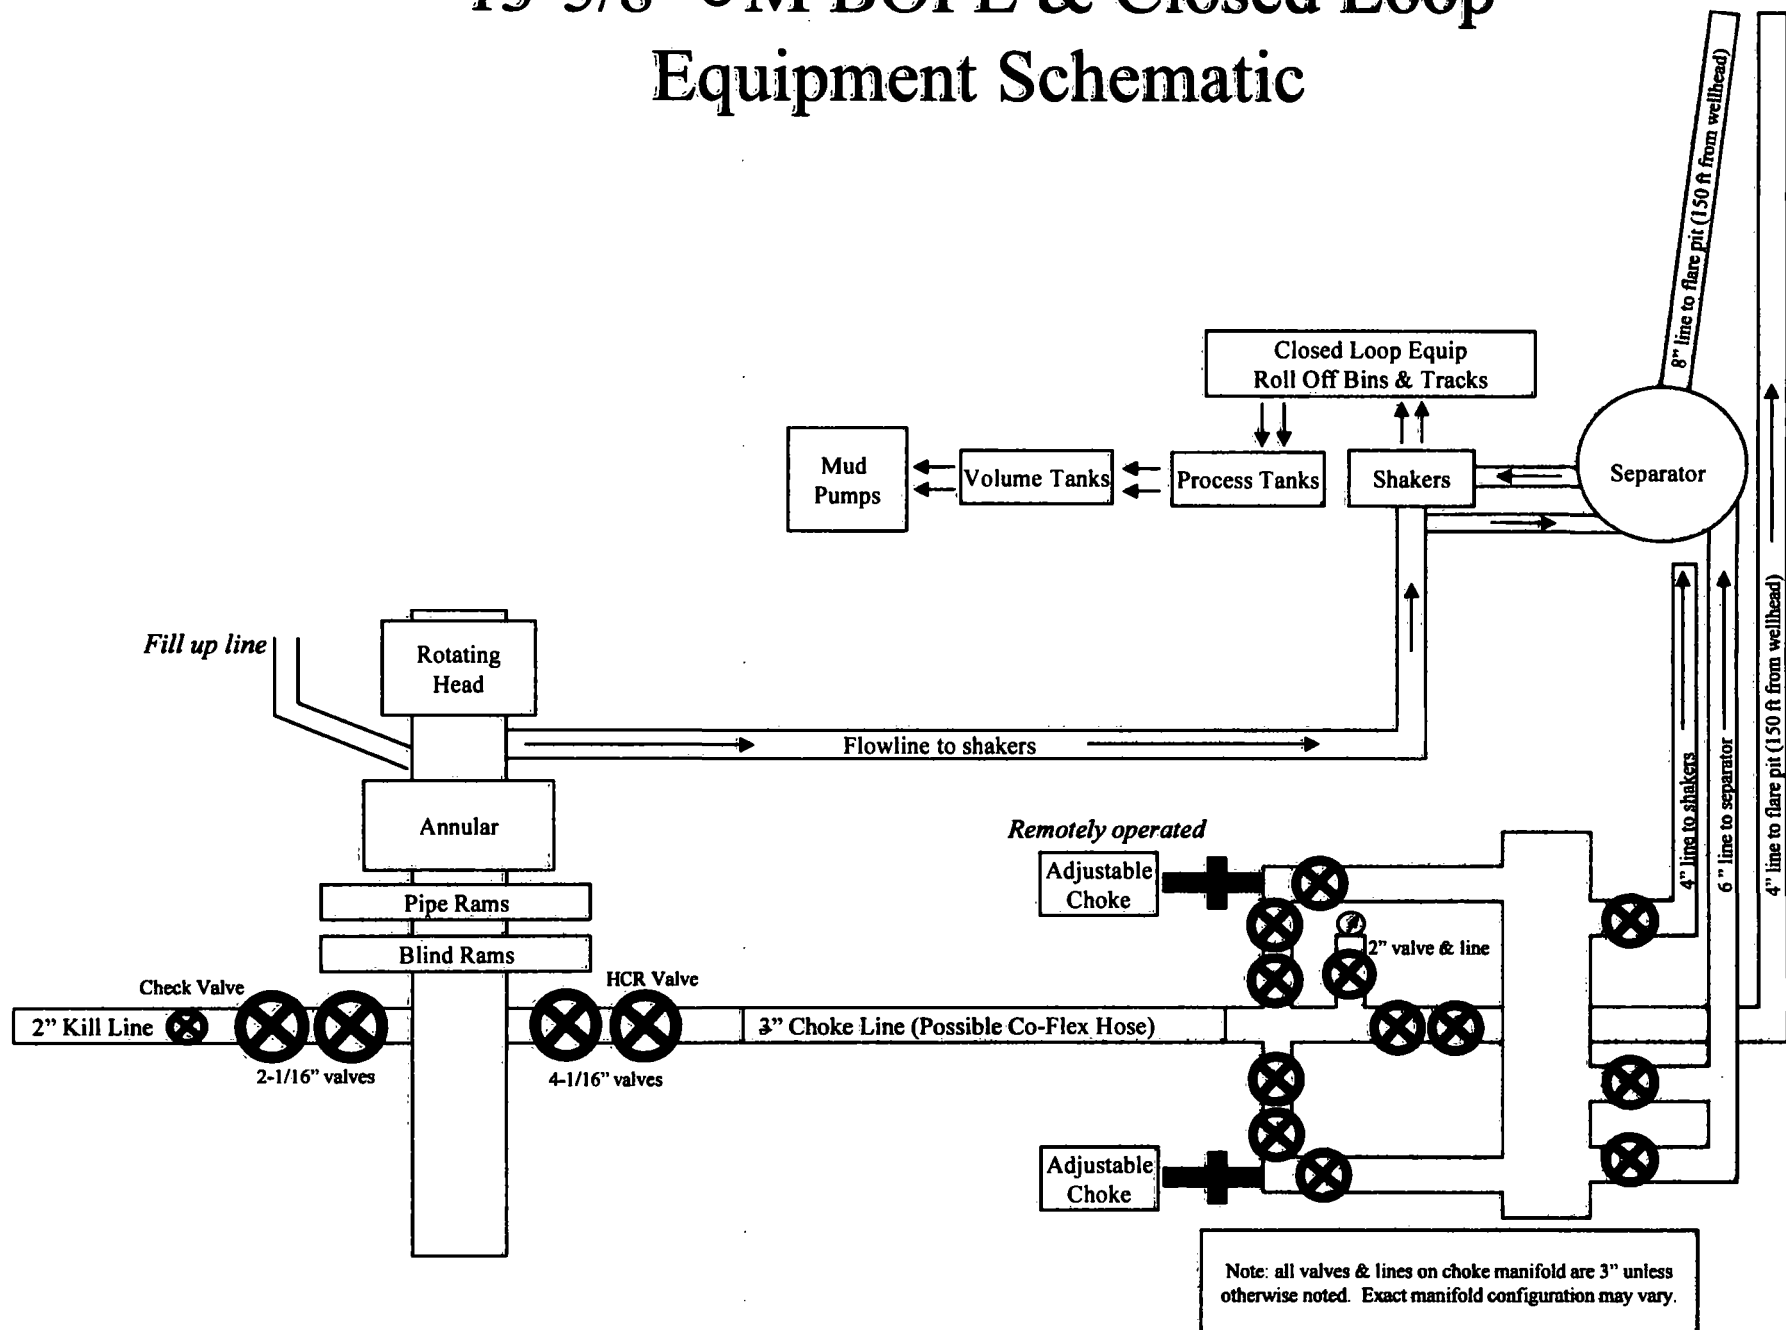 BOPE & Closed Loop
Equipment Schematic
8" line to flare pit (150 ft from wellhead)
Closed Loop Equip
Roll Off Bins & Tracks
Mud
Pumps
Volume Tanks
Process Tanks
Shakers
Separator
Fill up line
Rotating
Head
Flowline to shakers
Annular
Pipe Rams
Blind Rams
Remotely operated
Adjustable
Choke
2" valve & line
4" line to shakers
6" line to separator
4" line to flare pit (150 ft from wellhead)
Check Valve
HCR Valve
2" Kill Line
3" Choke Line (Possible Co-Flex Hose)
2-1/16" valves
4-1/16" valves
Adjustable
Choke
Note: all valves & lines on choke manifold are 3" unless
otherwise noted. Exact manifold configuration may vary.